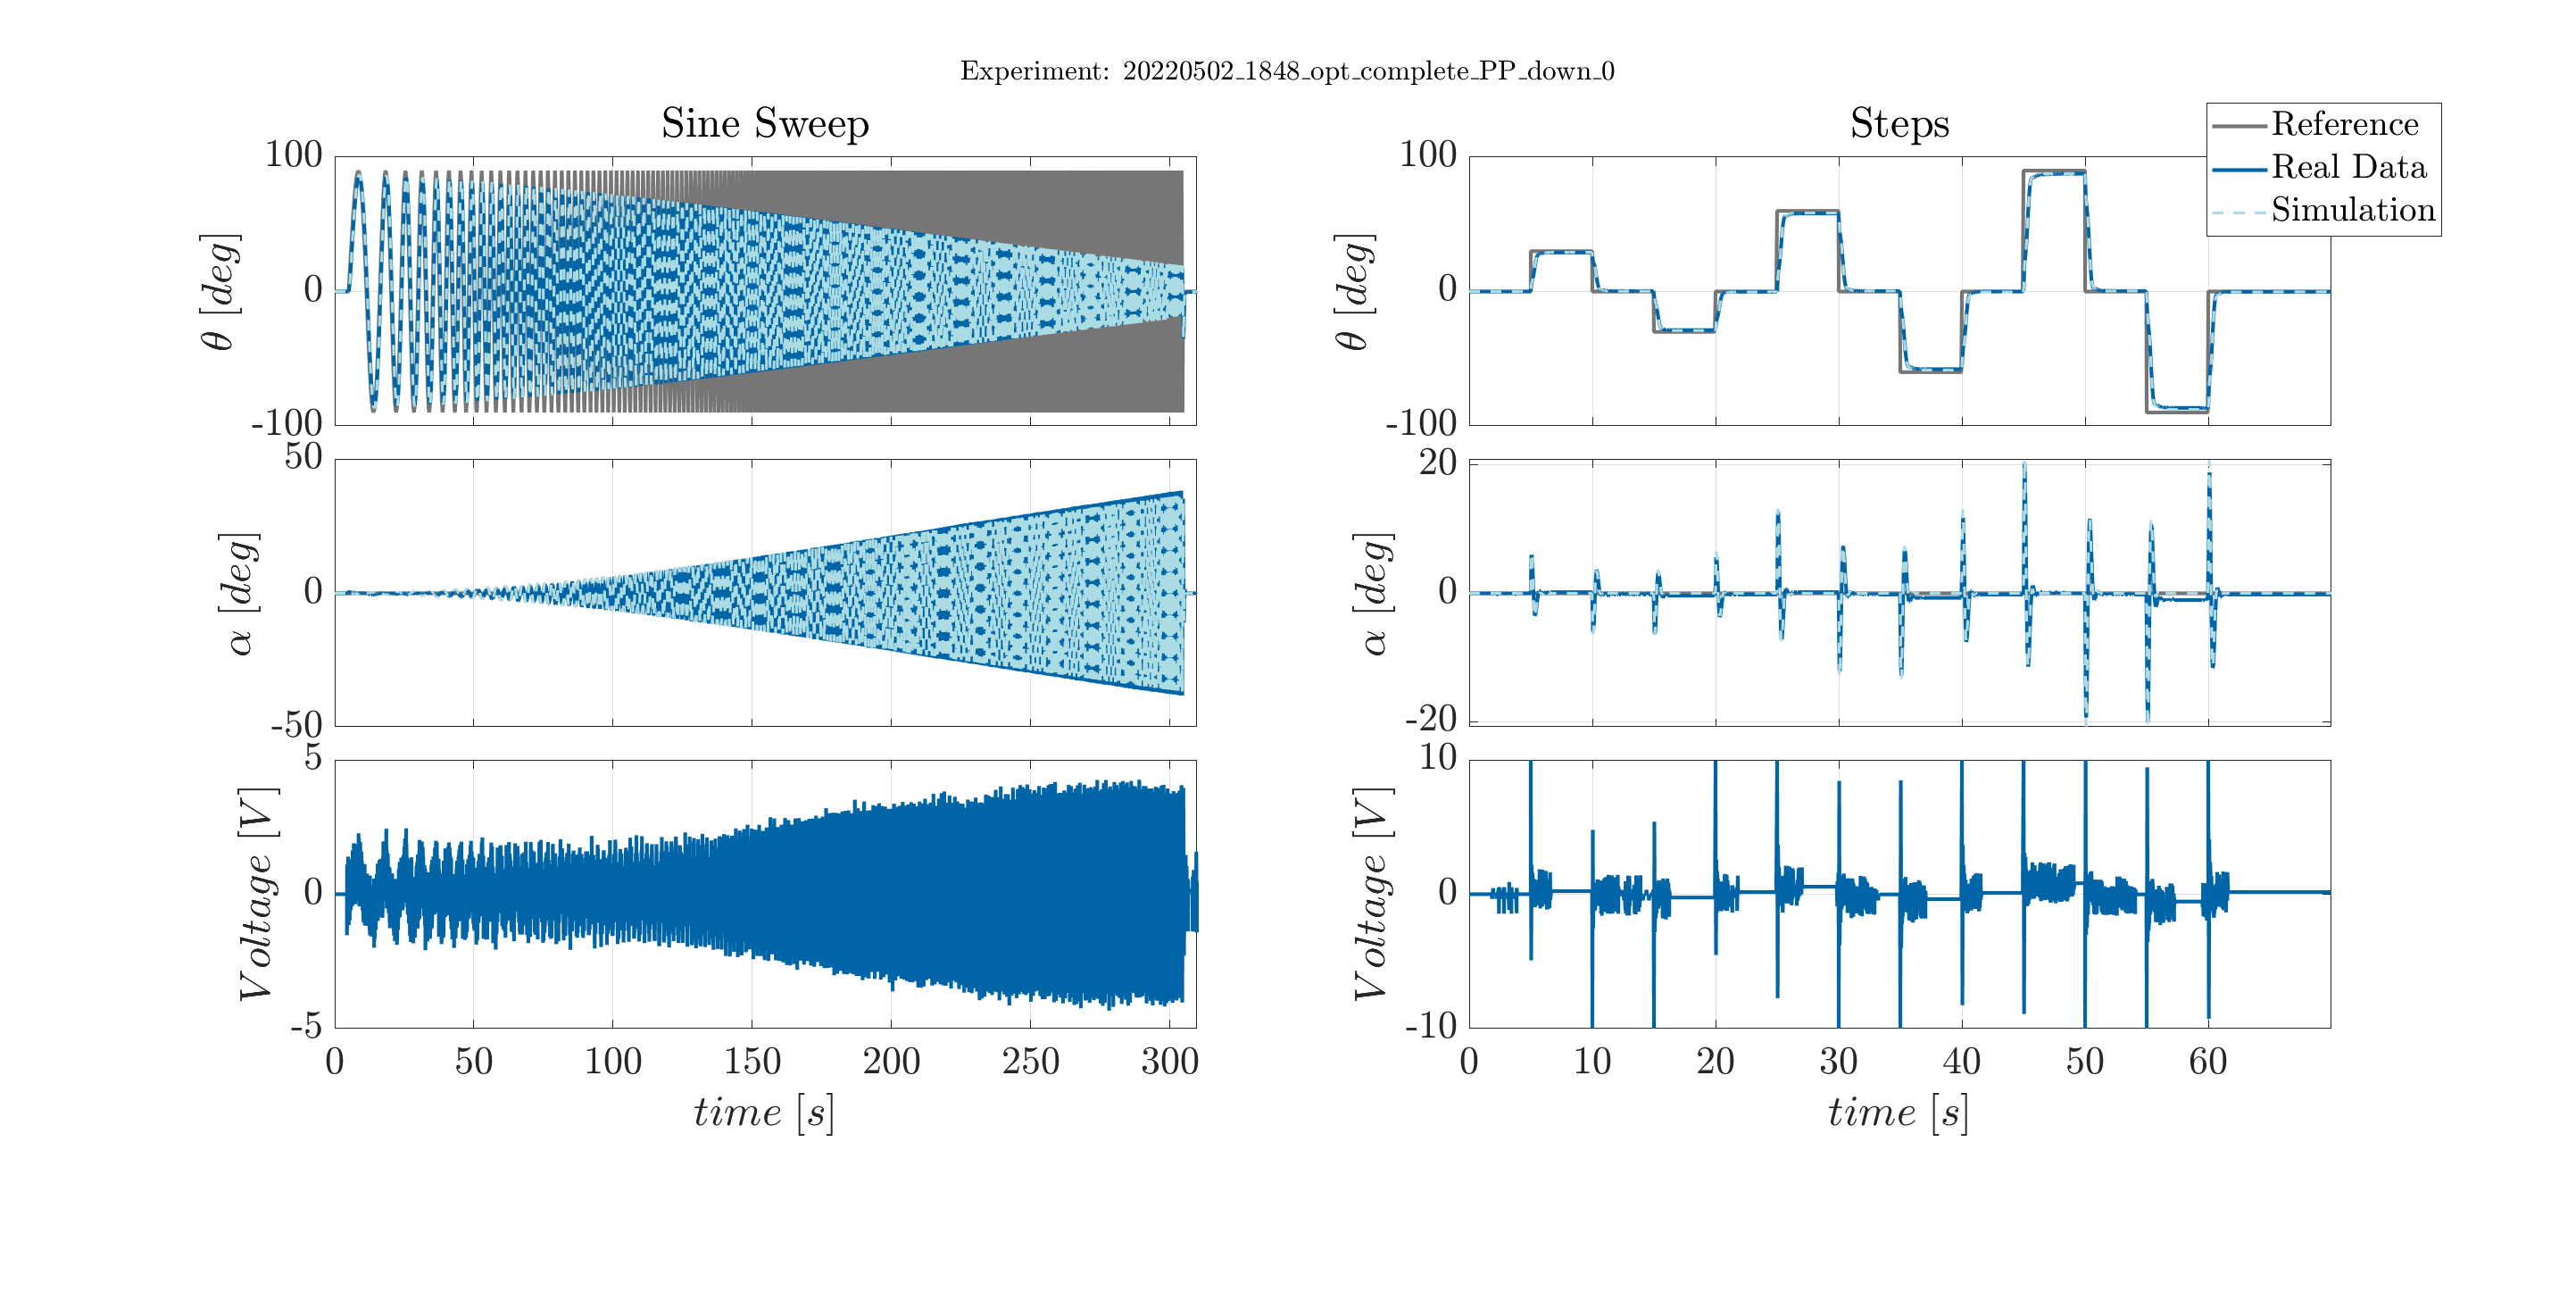 Experiment: 20220502_1848_opt_complete_PP_down_0
Sine Sweep
100
0
-100
θ [deg]
50
0
-50
α [deg]
5
0
-5
Voltage [V]
0 50 100 150 200 250 300
time [s]
Steps
Reference
Real Data
Simulation
100
0
-100
θ [deg]
20
0
-20
α [deg]
10
0
-10
Voltage [V]
0 10 20 30 40 50 60
time [s]